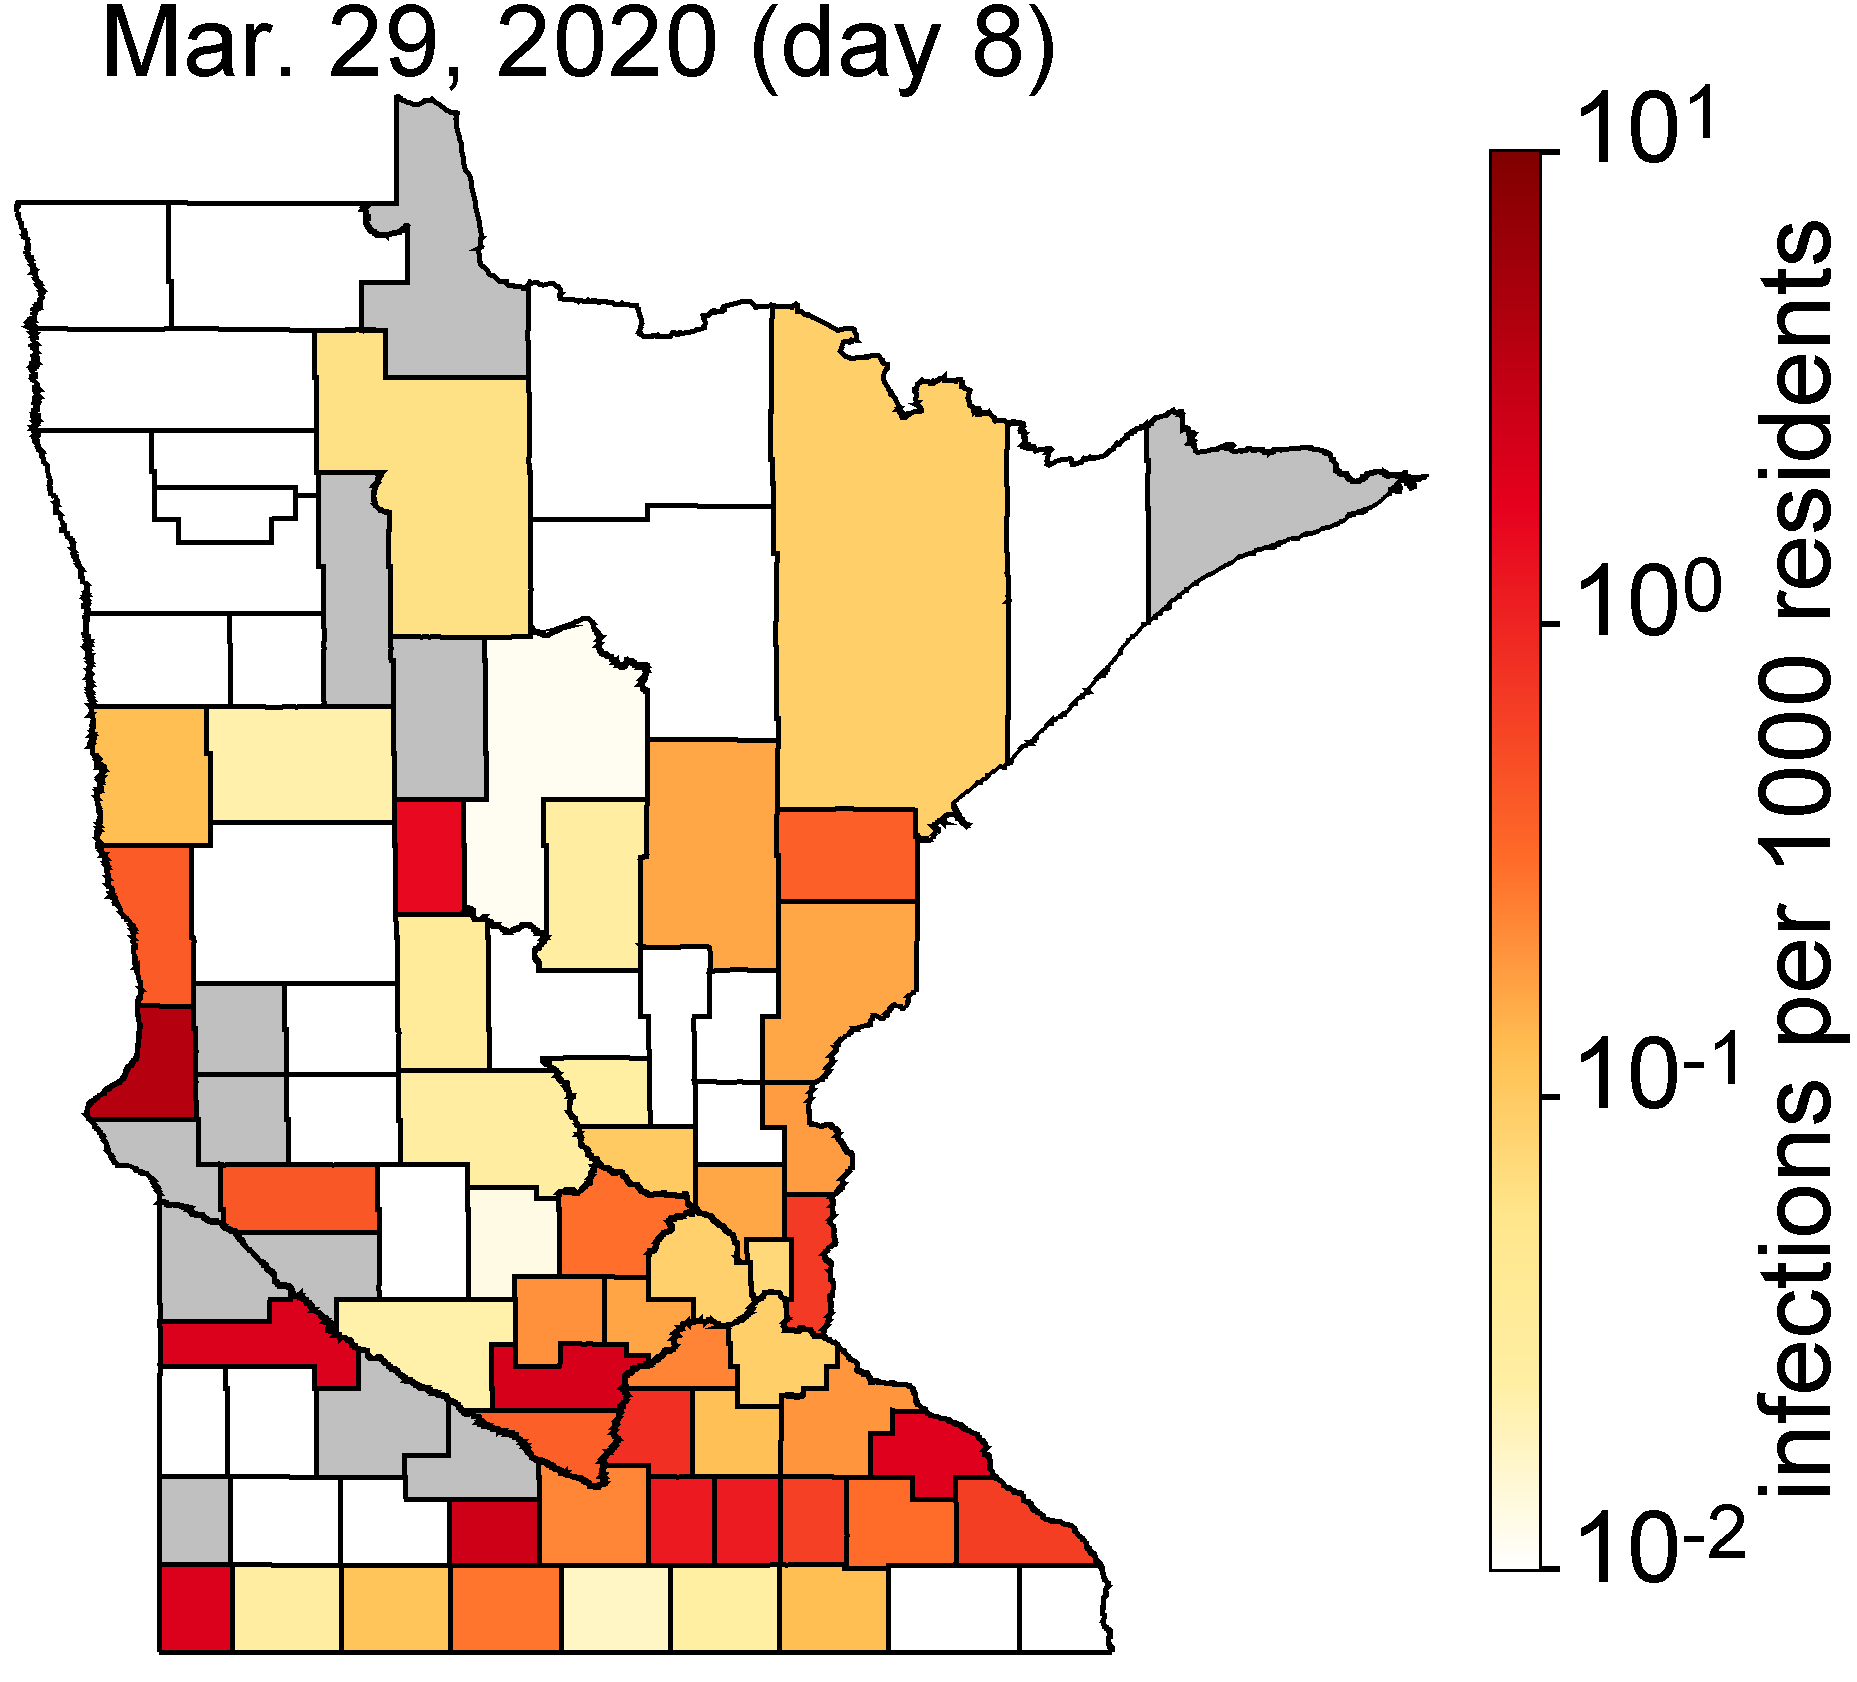 Mar. 29, 2020 (day 8)
10¹
10⁰
10⁻¹
10⁻²
infections per 1000 residents